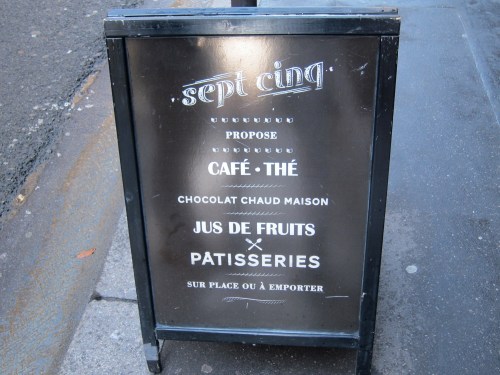 sept cinq
PROPOSE
CAFÉ · THÉ
CHOCOLAT CHAUD MAISON
JUS DE FRUITS
PATISSERIES
SUR PLACE OU À EMPORTER